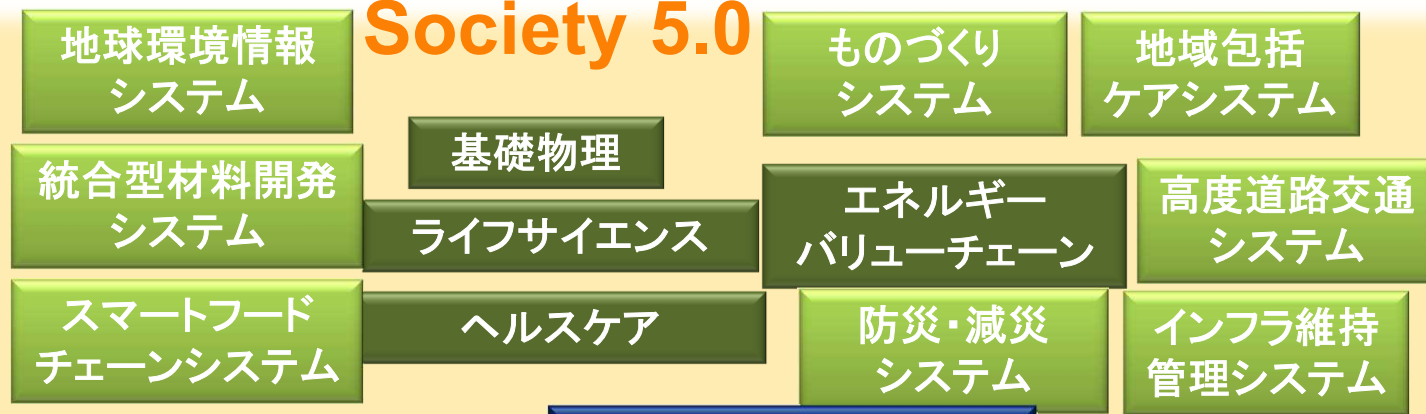 Society 5.0
地球環境情報
システム
ものづくり
システム
地域包括
ケアシステム
基礎物理
統合型材料開発
システム
ライフサイエンス
エネルギー
バリューチェーン
高度道路交通
システム
スマートフード
チェーンシステム
ヘルスケア
防災・減災
システム
インフラ維持
管理システム